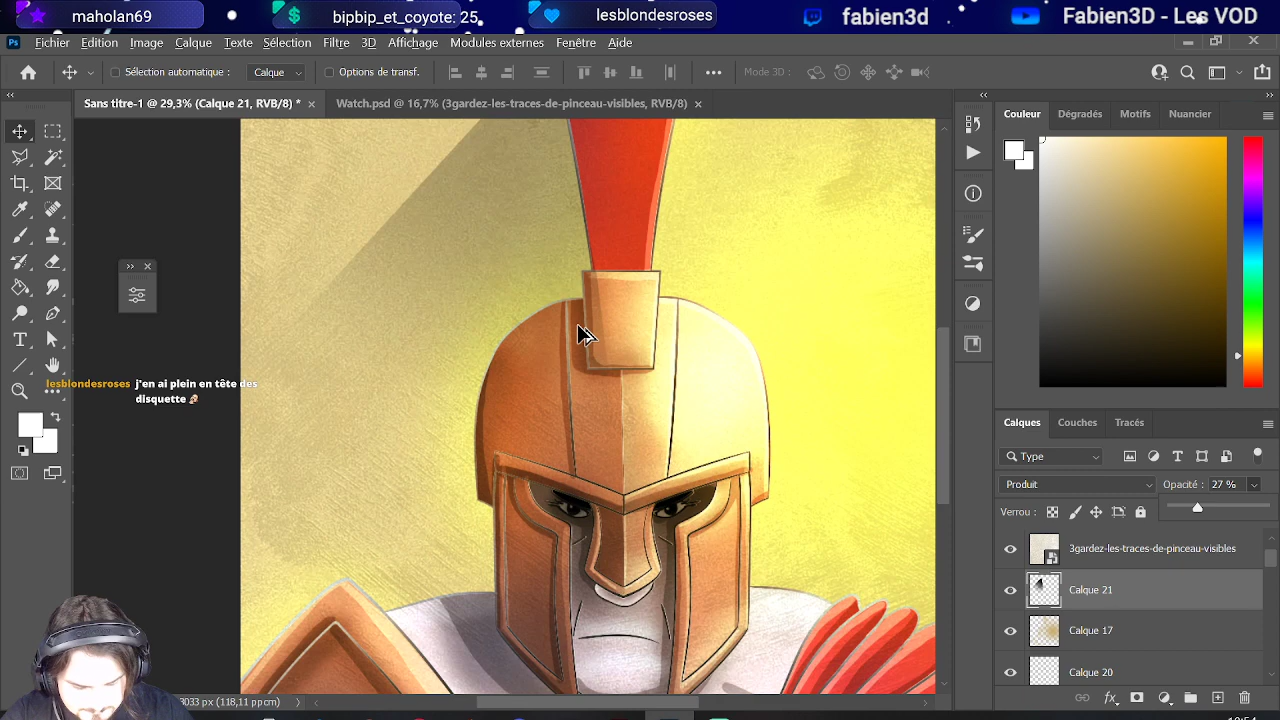 maholan69
bipbip_et_coyote: 25
lesblondesroses
fabien3d
Fabien3D - Les VOD
Ps Fichier Edition Image Calque Texte Sélection Filtre 3D Affichage Modules externes Fenêtre Aide
Sélection automatique : Calque Options de transf. Mode 3D :
Sans titre-1 @ 29,3% (Calque 21, RVB/8) *
Watch.psd @ 16,7% (3gardez-les-traces-de-pinceau-visibles, RVB/8)
Couleur Dégradés Motifs Nuancier
lesblondesroses j'en ai plein en tête des
disquette
Calques Couches Tracés
Type
Produit Opacité : 27 %
Verrou :
3gardez-les-traces-de-pinceau-visibles
Calque 21
Calque 17
Calque 20
(118,11 ppcm)